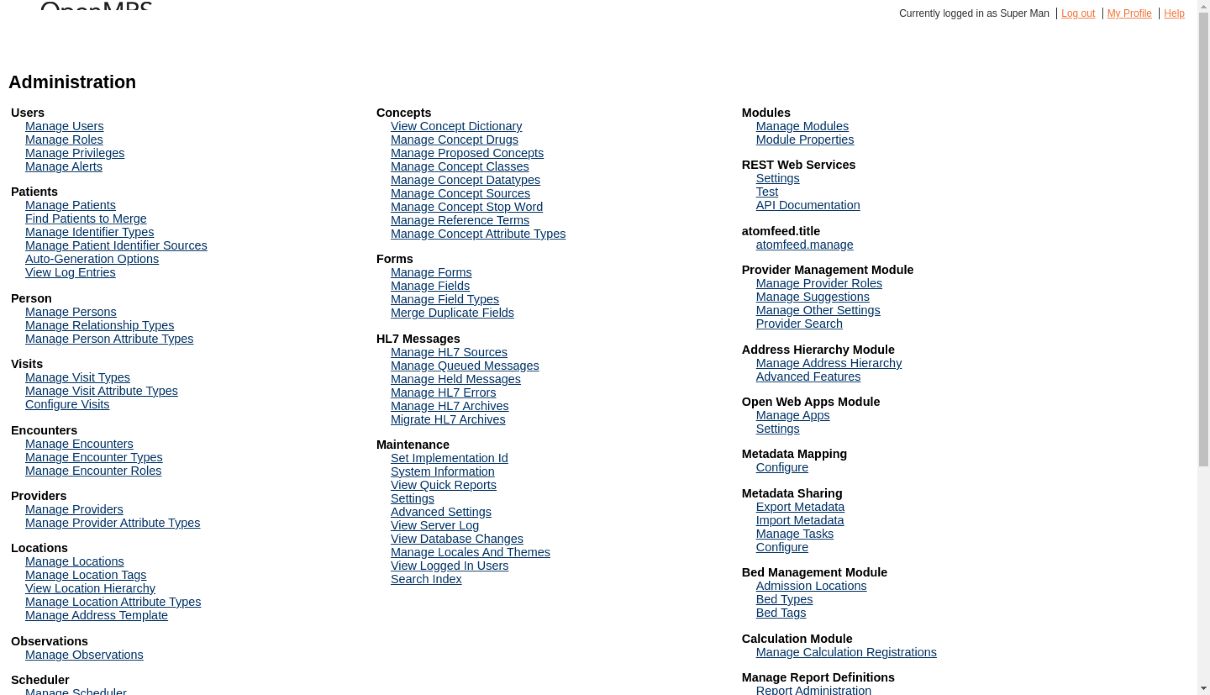 OpenMRS
Currently logged in as Super Man | Log out | My Profile | Help
Administration
Users
Manage Users
Manage Roles
Manage Privileges
Manage Alerts
Patients
Manage Patients
Find Patients to Merge
Manage Identifier Types
Manage Patient Identifier Sources
Auto-Generation Options
View Log Entries
Person
Manage Persons
Manage Relationship Types
Manage Person Attribute Types
Visits
Manage Visit Types
Manage Visit Attribute Types
Configure Visits
Encounters
Manage Encounters
Manage Encounter Types
Manage Encounter Roles
Providers
Manage Providers
Manage Provider Attribute Types
Locations
Manage Locations
Manage Location Tags
View Location Hierarchy
Manage Location Attribute Types
Manage Address Template
Observations
Manage Observations
Scheduler
Manage Scheduler
Concepts
View Concept Dictionary
Manage Concept Drugs
Manage Proposed Concepts
Manage Concept Classes
Manage Concept Datatypes
Manage Concept Sources
Manage Concept Stop Word
Manage Reference Terms
Manage Concept Attribute Types
Forms
Manage Forms
Manage Fields
Manage Field Types
Merge Duplicate Fields
HL7 Messages
Manage HL7 Sources
Manage Queued Messages
Manage Held Messages
Manage HL7 Errors
Manage HL7 Archives
Migrate HL7 Archives
Maintenance
Set Implementation Id
System Information
View Quick Reports
Settings
Advanced Settings
View Server Log
View Database Changes
Manage Locales And Themes
View Logged In Users
Search Index
Modules
Manage Modules
Module Properties
REST Web Services
Settings
Test
API Documentation
atomfeed.title
atomfeed.manage
Provider Management Module
Manage Provider Roles
Manage Suggestions
Manage Other Settings
Provider Search
Address Hierarchy Module
Manage Address Hierarchy
Advanced Features
Open Web Apps Module
Manage Apps
Settings
Metadata Mapping
Configure
Metadata Sharing
Export Metadata
Import Metadata
Manage Tasks
Configure
Bed Management Module
Admission Locations
Bed Types
Bed Tags
Calculation Module
Manage Calculation Registrations
Manage Report Definitions
Report Administration